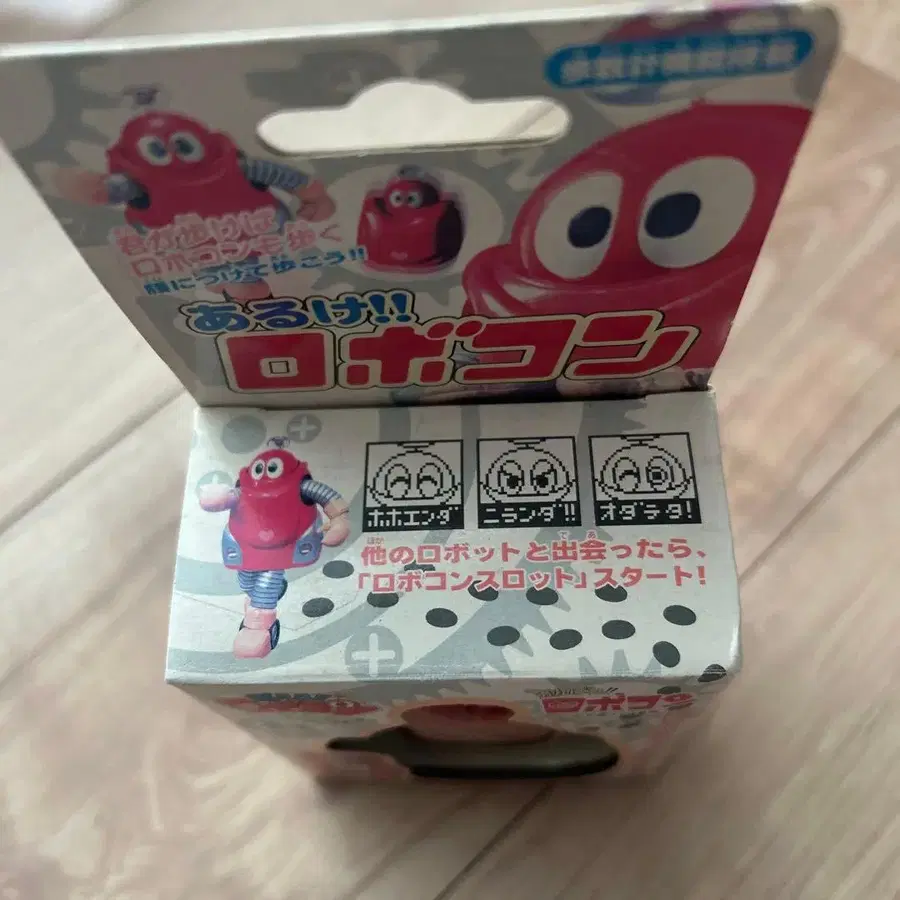 歩数計機能搭載
君が歩けば
ロボコンも歩く
腰につけて歩こう!!
あるけ!!
ロボコン
ホホエンダ
ニランダ!!
オダテタ!
他のロボットと出会ったら、
「ロボコンスロット」スタート!
ロボコン